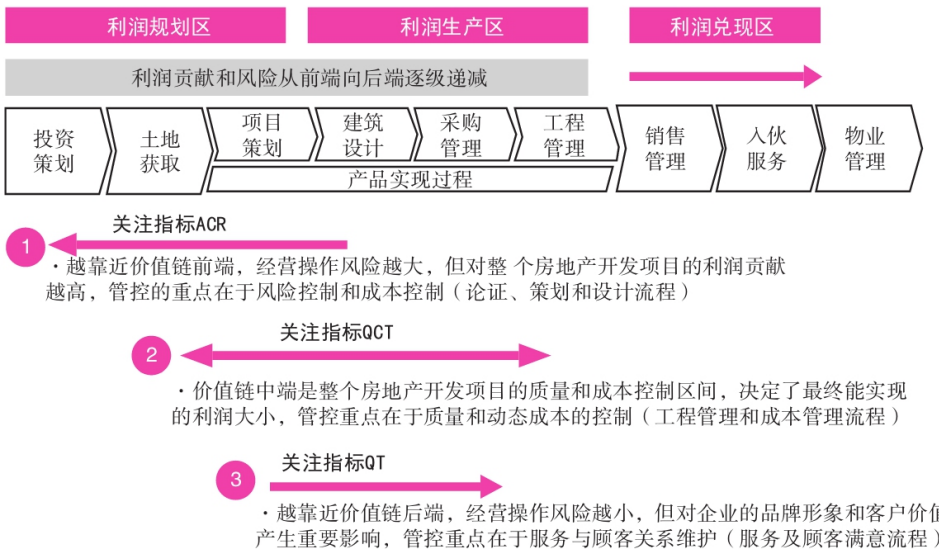 利润规划区 利润生产区 利润兑现区
利润贡献和风险从前端向后端逐级递减
投资策划
土地获取
项目策划
建筑设计
采购管理
工程管理
产品实现过程
销售管理
入伙服务
物业管理
关注指标ACR
1
·越靠近价值链前端，经营操作风险越大，但对整 个房地产开发项目的利润贡献
越高，管控的重点在于风险控制和成本控制（论证、策划和设计流程）
关注指标QCT
2
·价值链中端是整个房地产开发项目的质量和成本控制区间，决定了最终能实现
的利润大小，管控重点在于质量和动态成本的控制（工程管理和成本管理流程）
关注指标QT
3
·越靠近价值链后端，经营操作风险越小，但对企业的品牌形象和客户价值
产生重要影响，管控重点在于服务与顾客关系维护（服务及顾客满意流程）